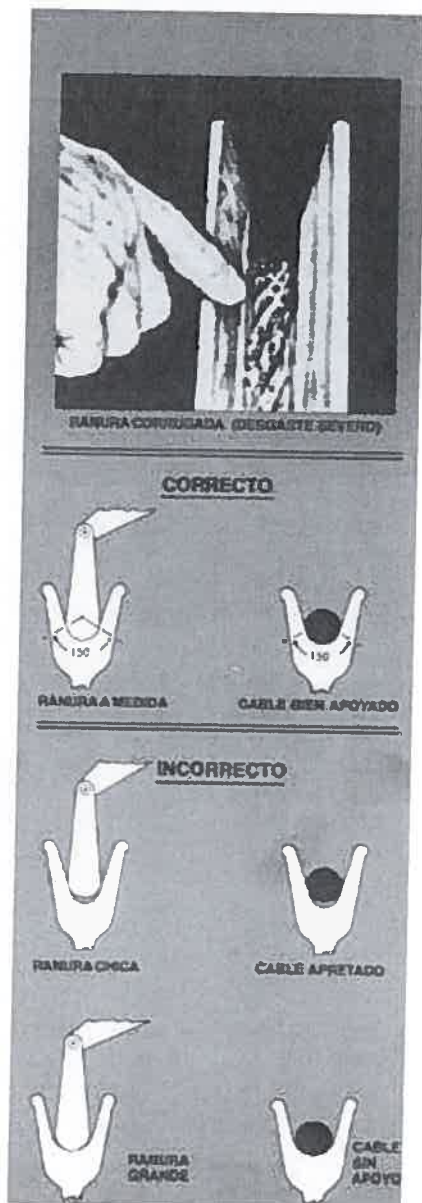 RANURA CORRUGADA (DESGASTE SEVERO)
CORRECTO
150
150
RANURA A MEDIDA
CABLE BIEN APOYADO
INCORRECTO
RANURA CHICA
CABLE APRETADO
RANURA
GRANDE
CABLE
SIN
APOYO